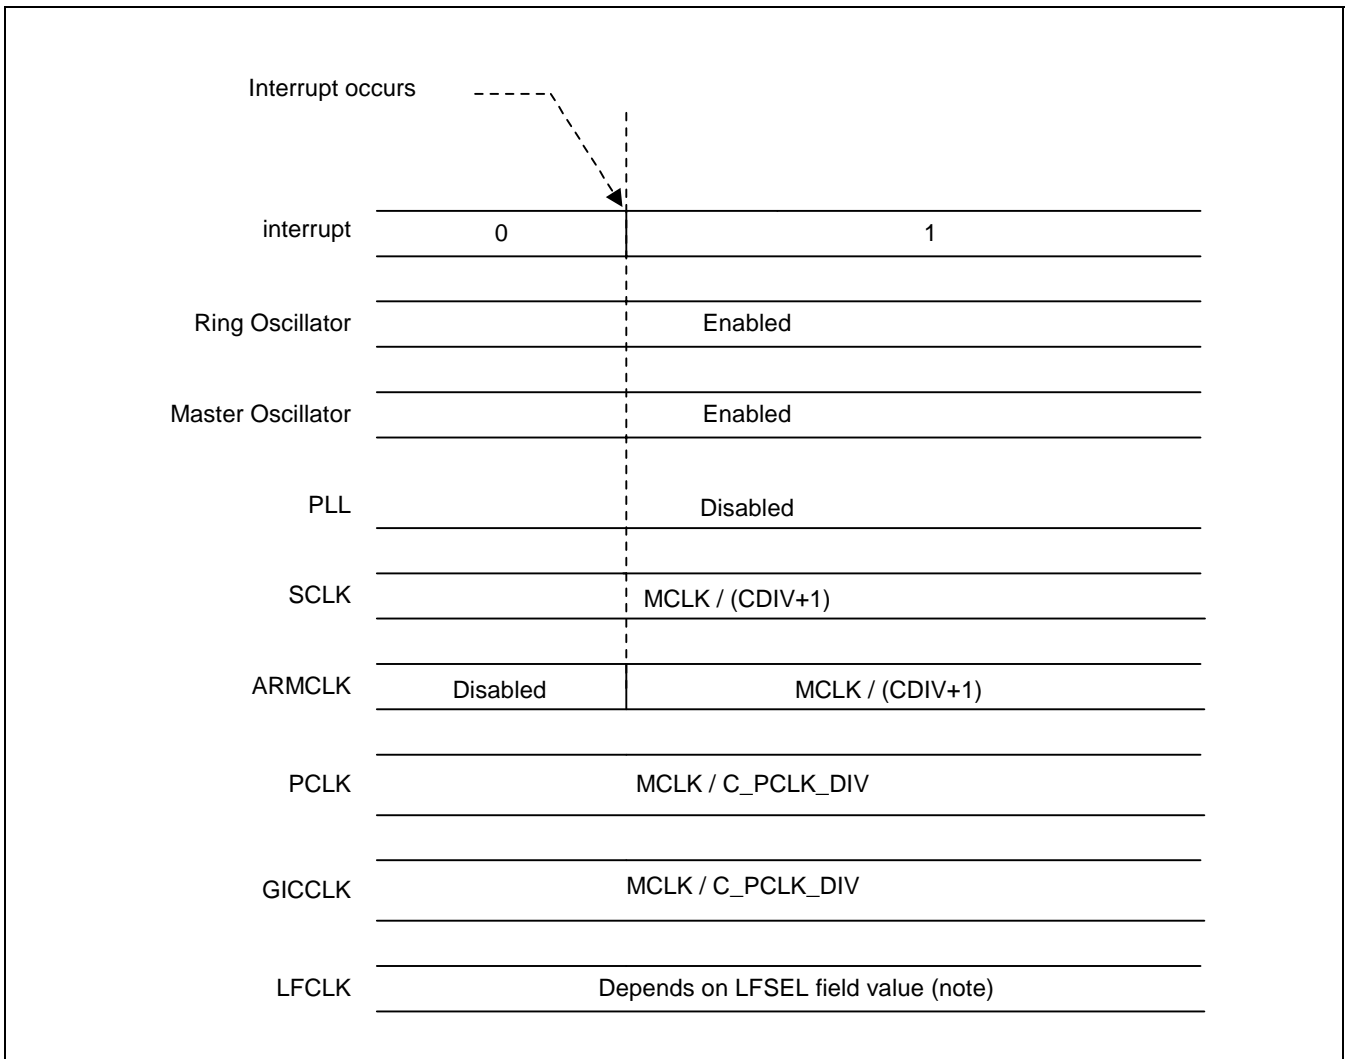 Interrupt occurs
interrupt 0 1
Ring Oscillator Enabled
Master Oscillator Enabled
PLL Disabled
SCLK MCLK / (CDIV+1)
ARMCLK Disabled MCLK / (CDIV+1)
PCLK MCLK / C_PCLK_DIV
GICCLK MCLK / C_PCLK_DIV
LFCLK Depends on LFSEL field value (note)